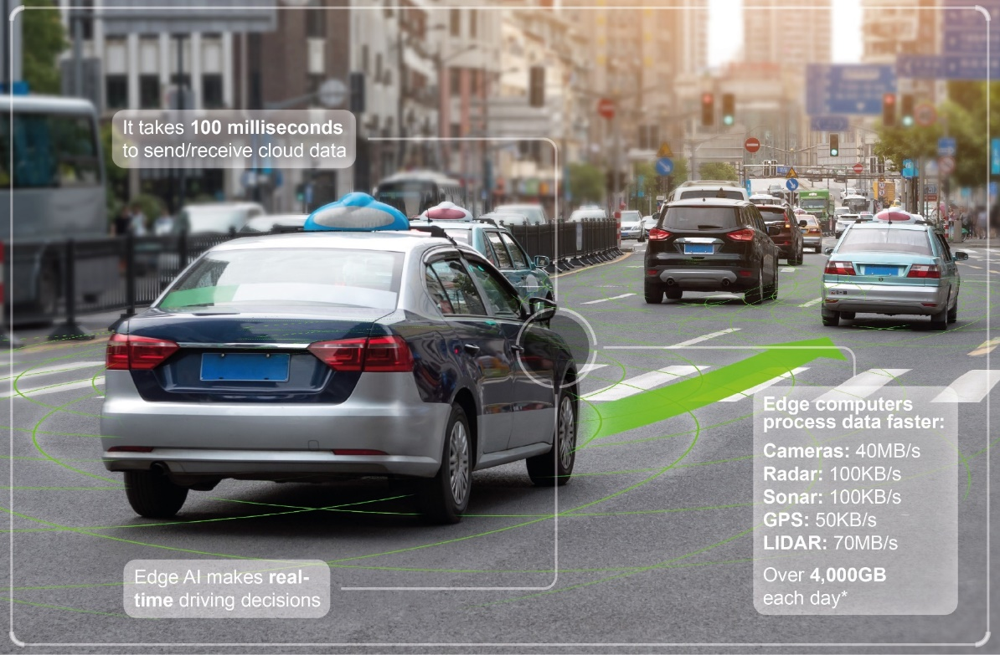 It takes 100 milliseconds
to send/receive cloud data
Edge computers
process data faster:
Cameras: 40MB/s
Radar: 100KB/s
Sonar: 100KB/s
GPS: 50KB/s
LIDAR: 70MB/s
Over 4,000GB
each day*
Edge AI makes real-
time driving decisions